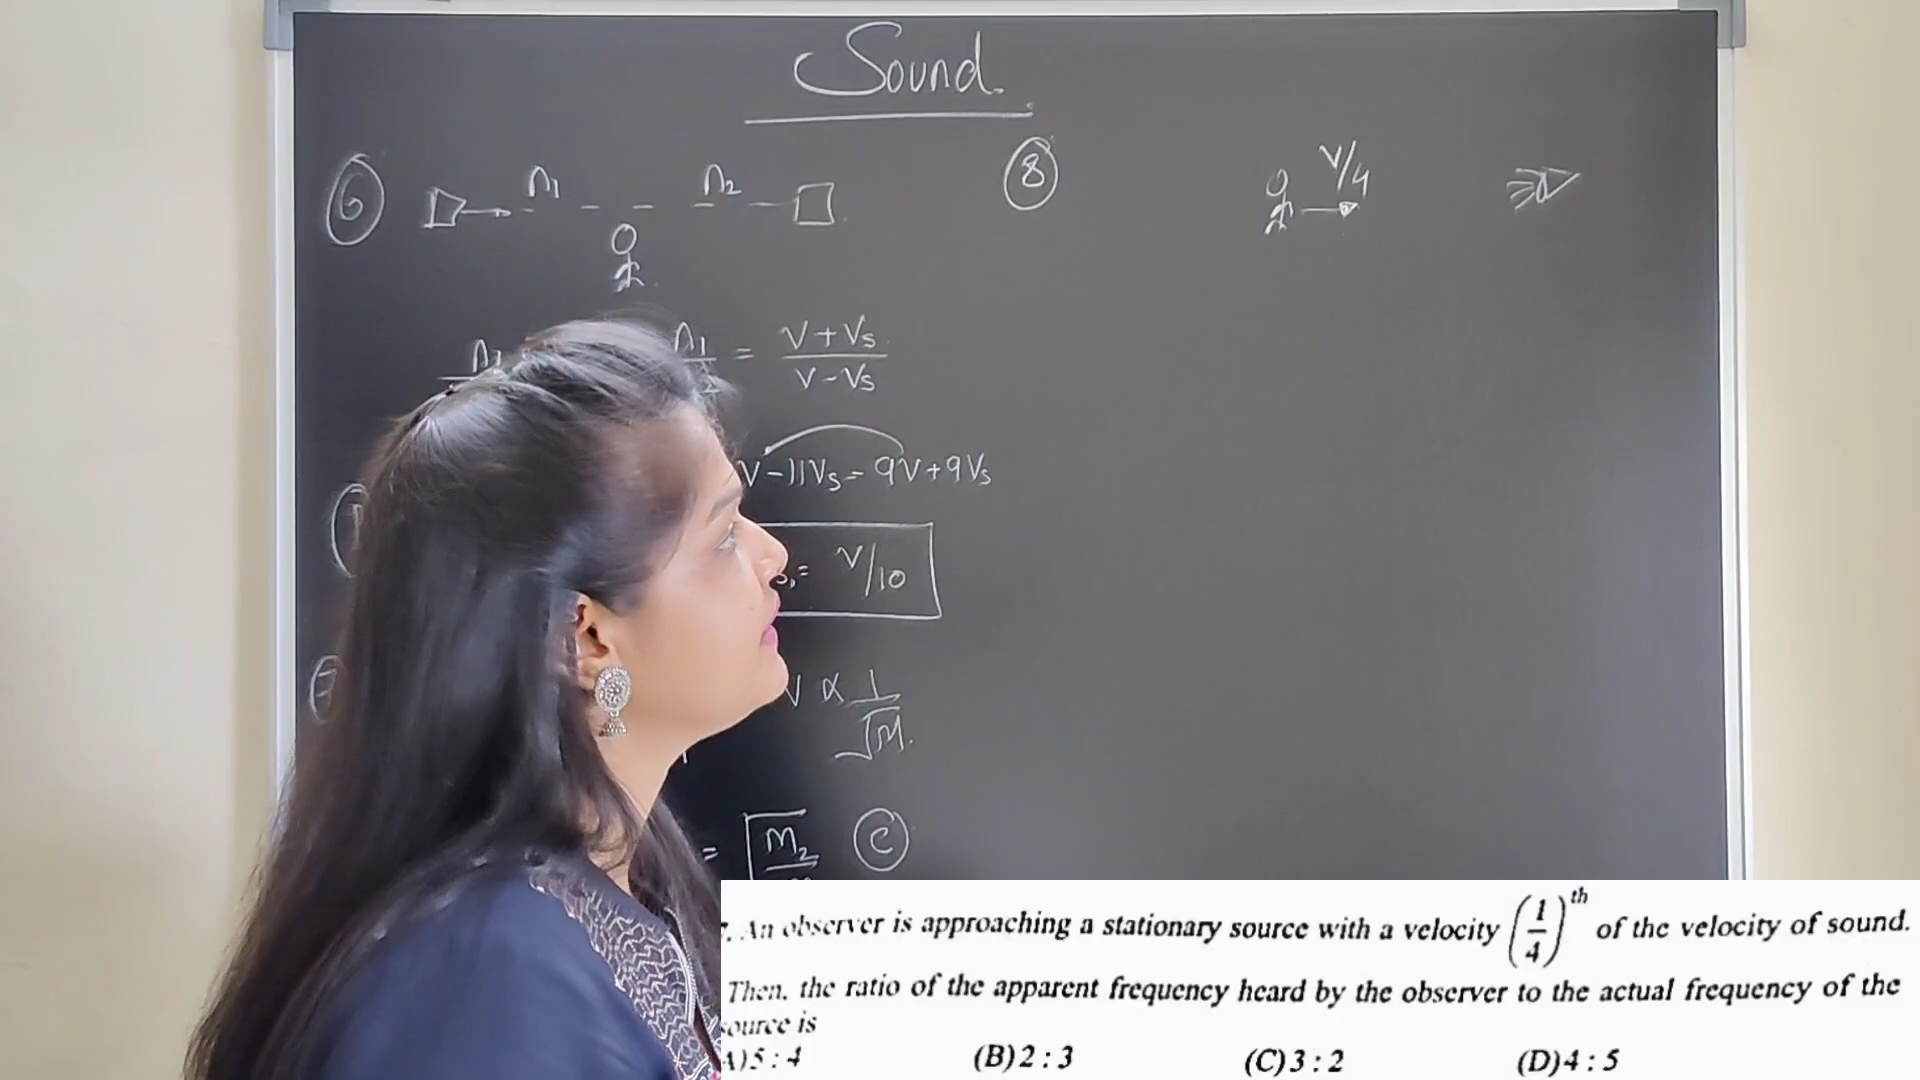 Sound.
6 n1 n2
n1 = V+Vs
V-Vs
V-11Vs = 9V+9Vs
= V/10
V ∝ 1
√M.
= M2 C
8 V/4
An observer is approaching a stationary source with a velocity (1/4)th of the velocity of sound.
Then, the ratio of the apparent frequency heard by the observer to the actual frequency of the
source is
A)5 : 4 (B)2 : 3 (C)3 : 2 (D)4 : 5